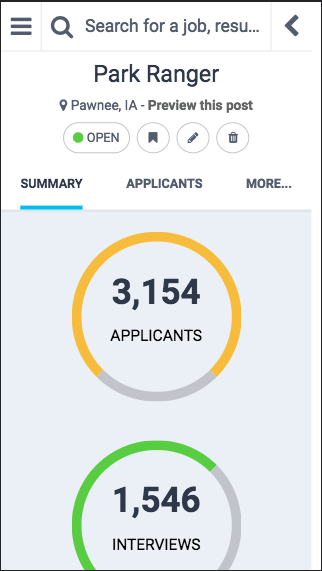 Search for a job, resu...
Park Ranger
Pawnee, IA - Preview this post
OPEN
SUMMARY APPLICANTS MORE...
3,154
APPLICANTS
1,546
INTERVIEWS